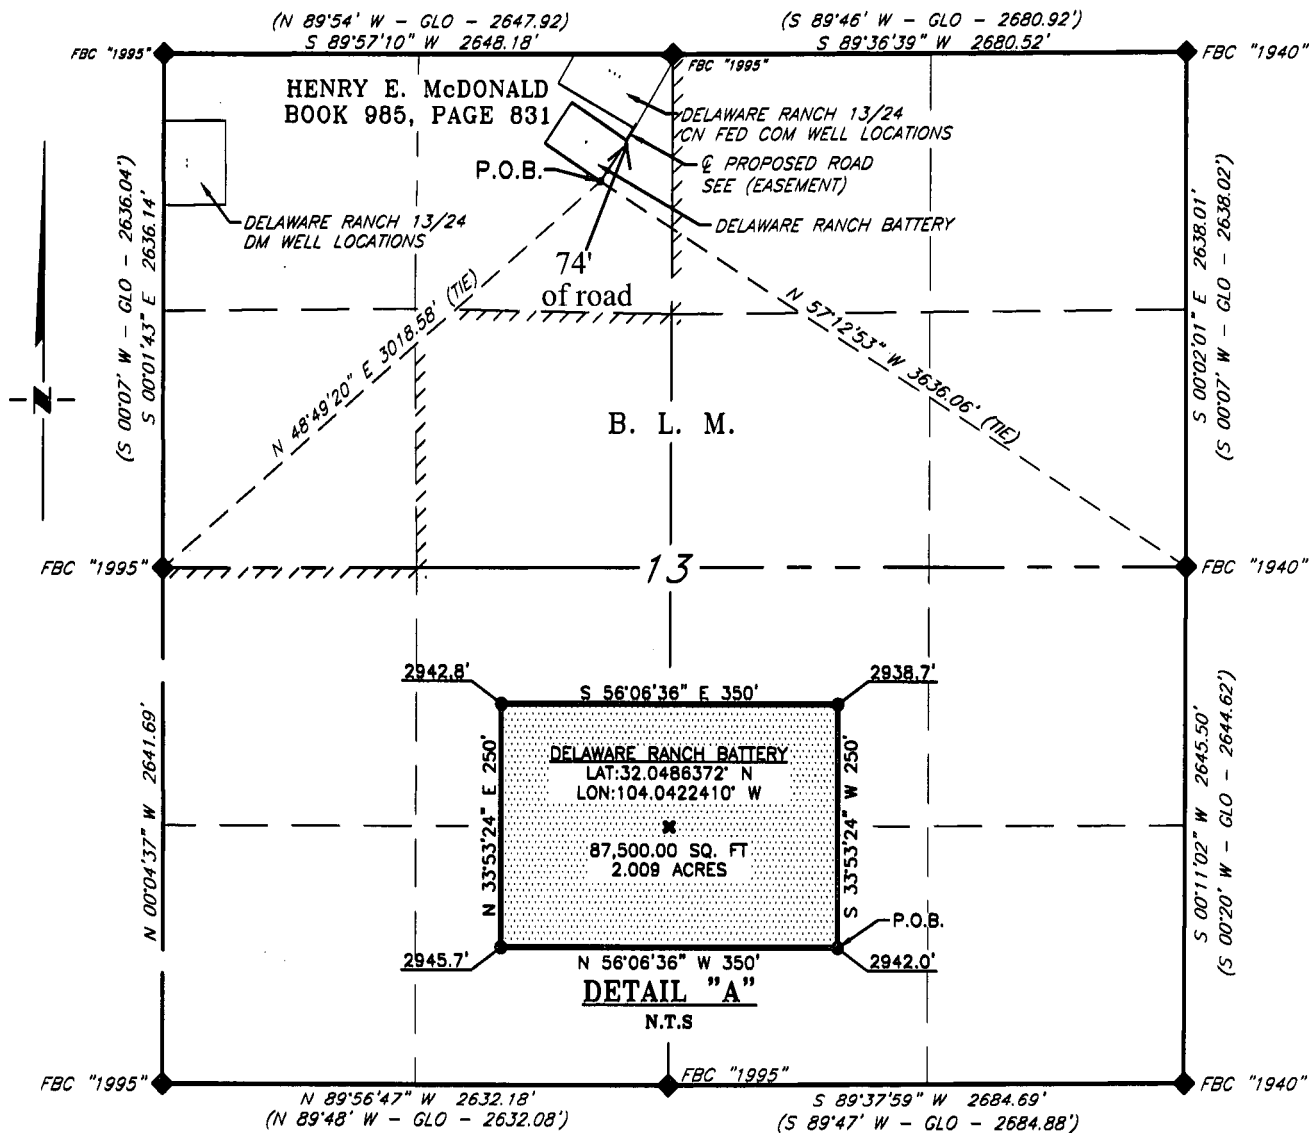 (N 89°54' W - GLO - 2647.92)
S 89°57'10" W 2648.18'
(S 89°46' W - GLO - 2680.92')
S 89°36'39" W 2680.52'
FBC "1995"
FBC "1995"
FBC "1940"
HENRY E. McDONALD
BOOK 985, PAGE 831
DELAWARE RANCH 13/24
CN FED COM WELL LOCATIONS
℄ PROPOSED ROAD
SEE (EASEMENT)
P.O.B.
DELAWARE RANCH BATTERY
DELAWARE RANCH 13/24
DM WELL LOCATIONS
74'
of road
(S 00°07' W - GLO - 2636.04')
S 00°01'43" E 2636.14'
S 00°02'01" E 2638.01'
(S 00°07' W - GLO - 2638.02')
N 48°49'20" E 3018.58' (TIE)
N 57°12'53" W 3636.06' (TIE)
N
B. L. M.
FBC "1995"
13
FBC "1940"
2942.8'
S 56°06'36" E 350'
2938.7'
N 00°04'37" W 2641.69'
N 33°53'24" E 250'
DELAWARE RANCH BATTERY
LAT:32.0486372° N
LON:104.0422410° W
87,500.00 SQ. FT
2.009 ACRES
S 33°53'24" W 250'
S 00°11'02" W 2645.50'
(S 00°20' W - GLO - 2644.62')
P.O.B.
2945.7'
N 56°06'36" W 350'
2942.0'
DETAIL "A"
N.T.S
FBC "1995"
FBC "1995"
FBC "1940"
N 89°56'47" W 2632.18'
(N 89°48' W - GLO - 2632.08')
S 89°37'59" W 2684.69'
(S 89°47' W - GLO - 2684.88')